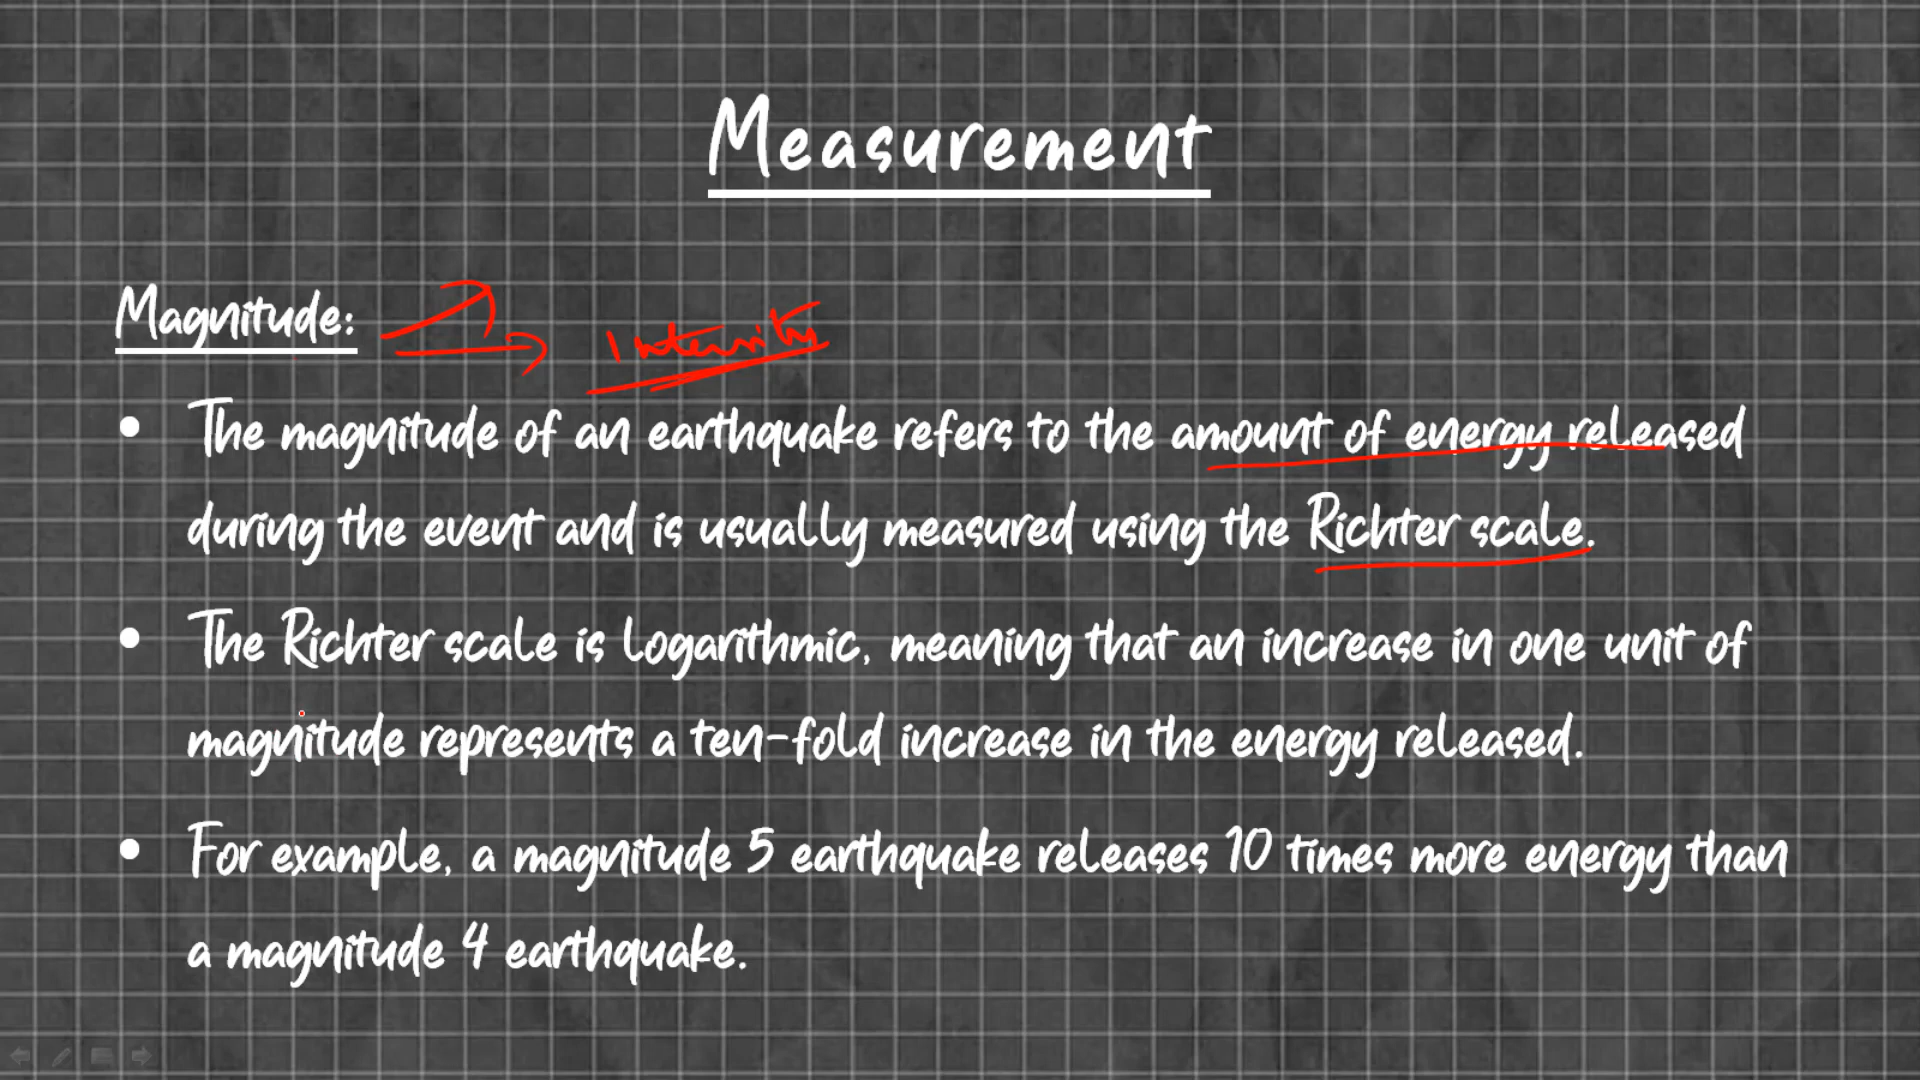 Measurement
Magnitude:
Intensity
• The magnitude of an earthquake refers to the amount of energy released
during the event and is usually measured using the Richter scale.
• The Richter scale is logarithmic, meaning that an increase in one unit of
magnitude represents a ten-fold increase in the energy released.
• For example, a magnitude 5 earthquake releases 10 times more energy than
a magnitude 4 earthquake.